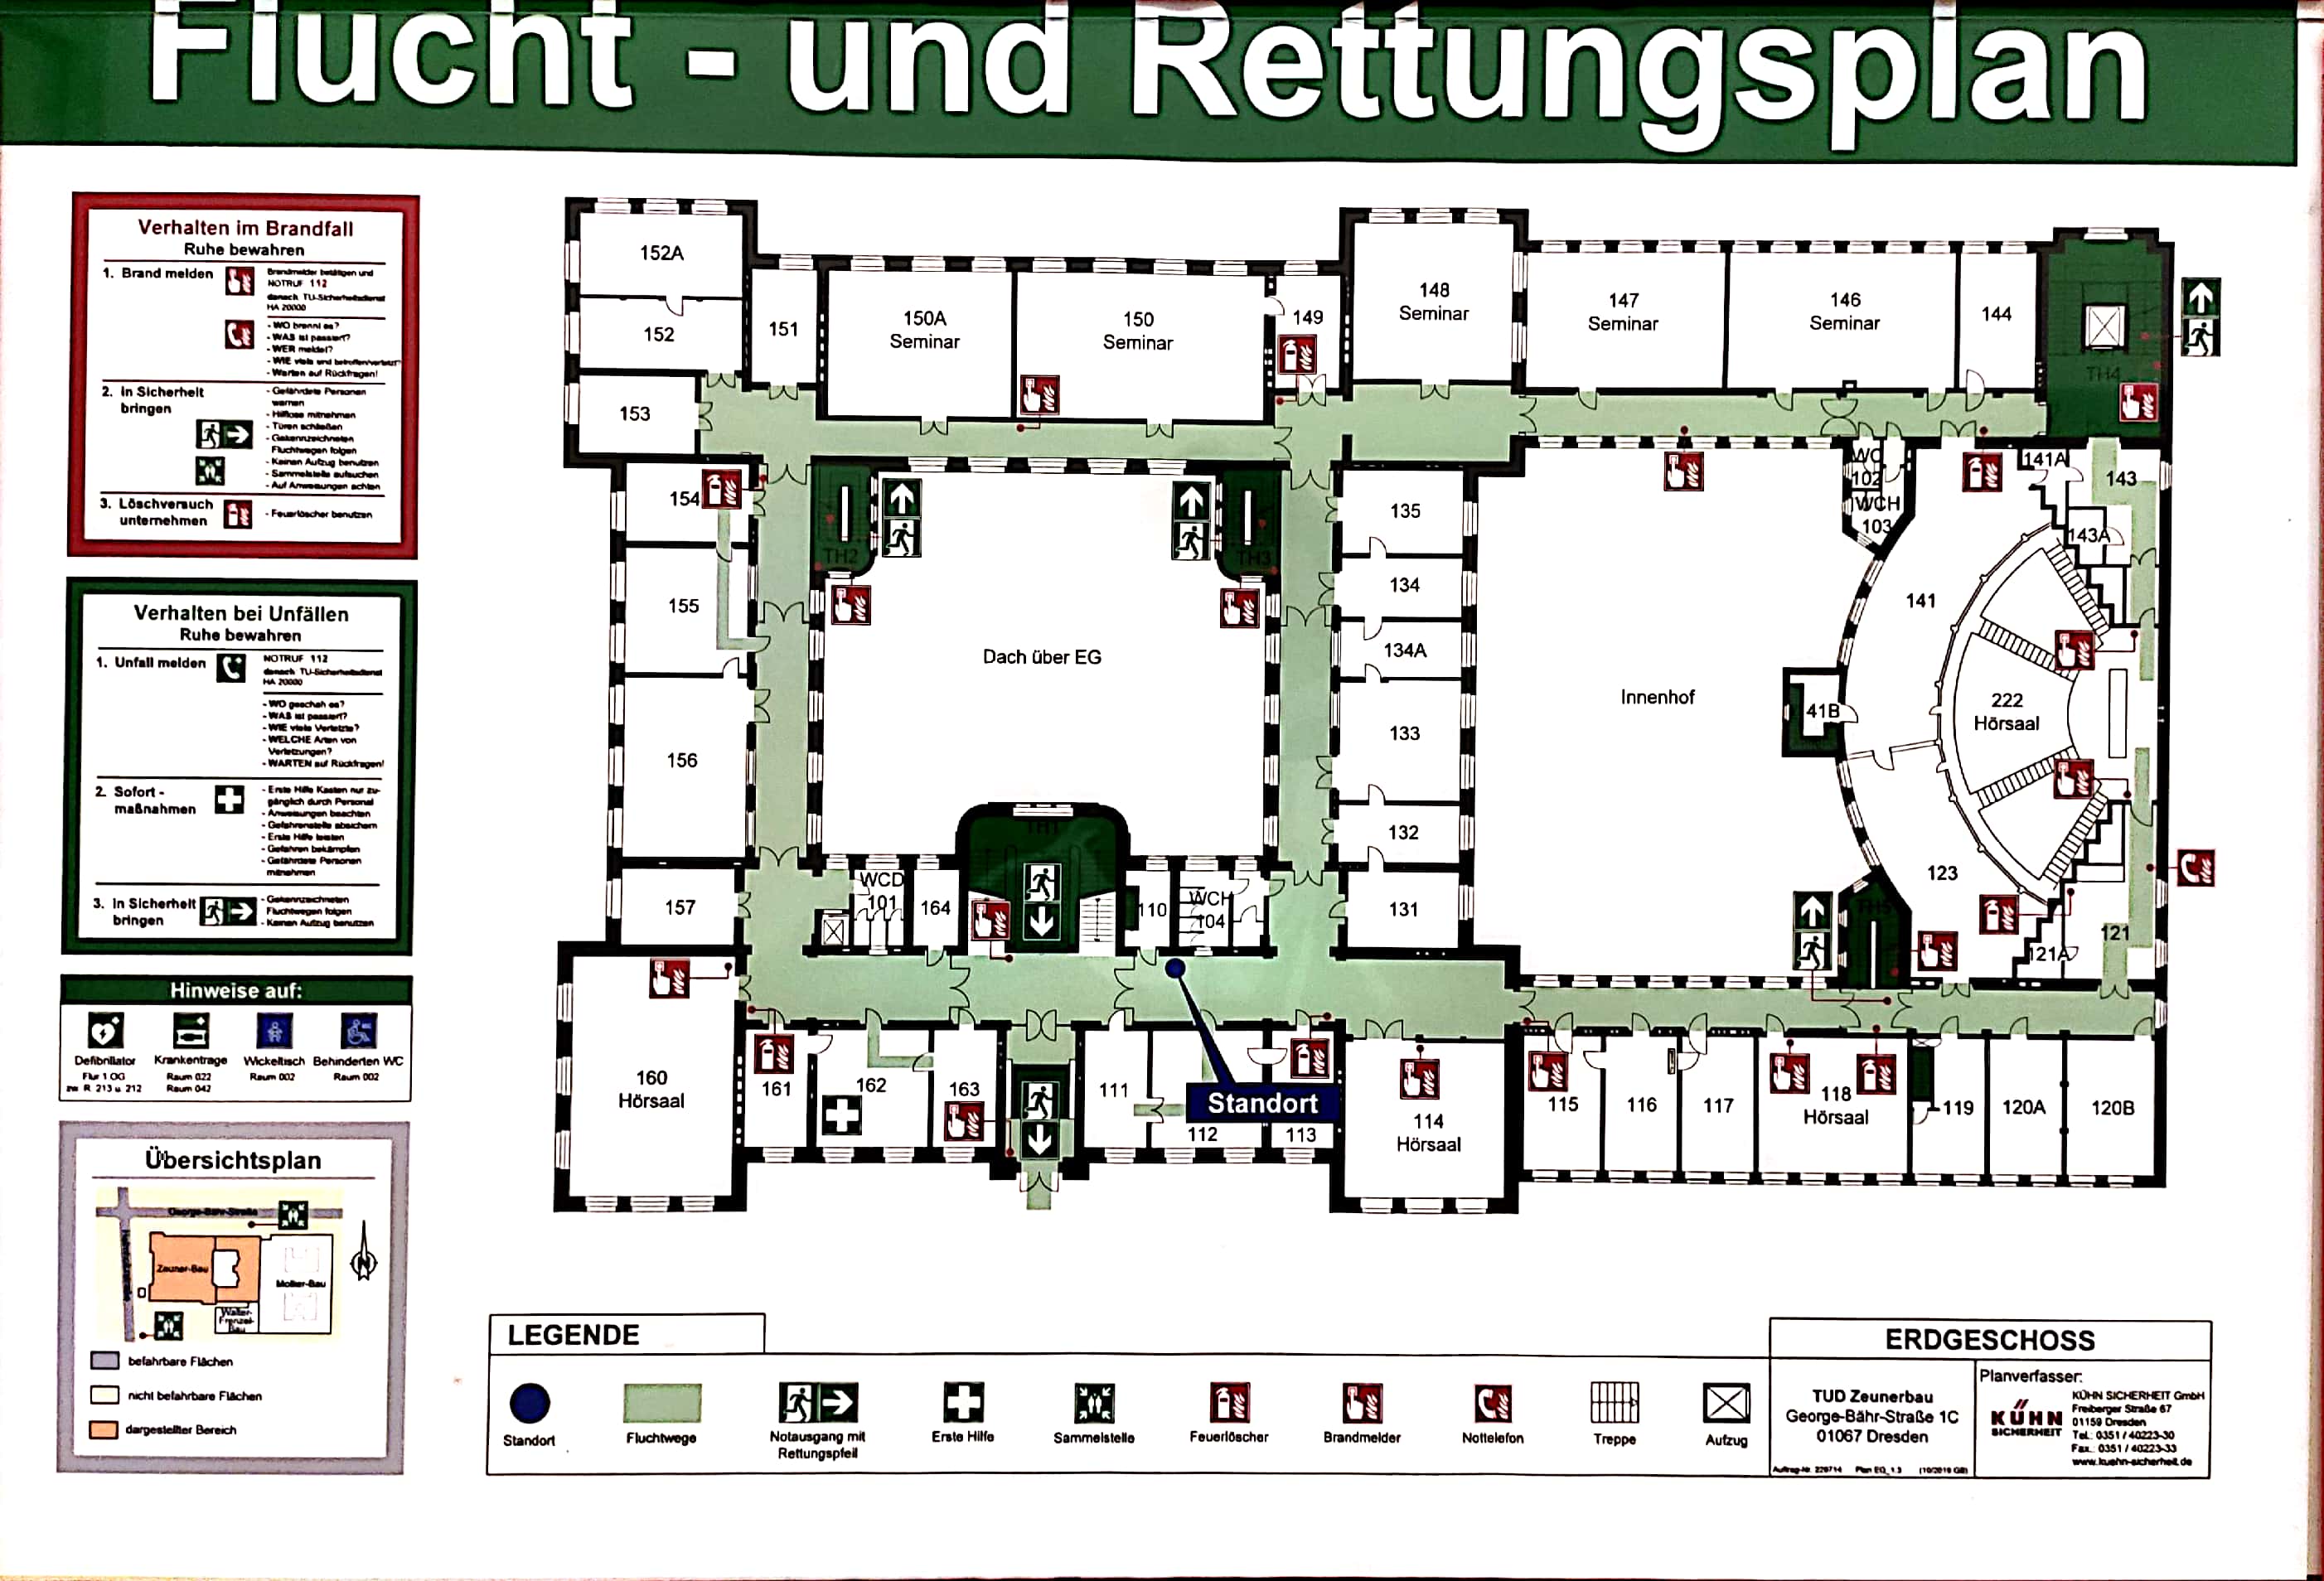 Flucht - und Rettungsplan
Verhalten im Brandfall
Ruhe bewahren
1. Brand melden
Brandmelder betätigen und
NOTRUF 112
danach TU-Sicherheitsdienst
HA 20000
- WO brennt es?
- WAS ist passiert?
- WER meldet?
- WIE viele sind betroffen/verletzt?
- Warten auf Rückfragen!
2. In Sicherheit
bringen
- Gefährdete Personen
warnen
- Hilflose mitnehmen
- Türen schließen
- Gekennzeichneten
Fluchtwegen folgen
- Keinen Aufzug benutzen
- Sammelstelle aufsuchen
- Auf Anweisungen achten
3. Löschversuch
unternehmen
- Feuerlöscher benutzen
Verhalten bei Unfällen
Ruhe bewahren
1. Unfall melden
NOTRUF 112
danach TU-Sicherheitsdienst
HA 20000
- WO geschah es?
- WAS ist passiert?
- WIE viele Verletzte?
- WELCHE Arten von
Verletzungen?
- WARTEN auf Rückfragen!
2. Sofort -
maßnahmen
- Erste Hilfe Kasten nur zu-
gänglich durch Personal
- Anweisungen beachten
- Gefahrenstelle absichern
- Erste Hilfe leisten
- Gefahren bekämpfen
- Gefährdete Personen
mitnehmen
3. In Sicherheit
bringen
- Gekennzeichneten
Fluchtwegen folgen
- Keinen Aufzug benutzen
Hinweise auf:
Defibrillator
Flur 1.OG
zw. R. 213 u. 212
Krankentrage
Raum 022
Raum 042
Wickeltisch
Raum 002
Behinderten WC
Raum 002
Übersichtsplan
George-Bähr-Straße
Zeuner-Bau
Mollier-Bau
Walter-
Frenzel-
Bau
N
befahrbare Flächen
nicht befahrbare Flächen
dargestellter Bereich
152A
152
153
151
150A
Seminar
150
Seminar
149
148
Seminar
147
Seminar
146
Seminar
144
TH4
154
TH2
TH3
135
WC
102
WCH
103
141A
143
143A
155
134
134A
141
Dach über EG
156
133
Innenhof
41B
222
Hörsaal
132
TH1
123
157
WCD
101
164
110
WCH
104
131
TH5
121A
121
160
Hörsaal
161
162
163
111
112
113
Standort
114
Hörsaal
115
116
117
118
Hörsaal
119
120A
120B
LEGENDE
Standort
Fluchtwege
Notausgang mit
Rettungspfeil
Erste Hilfe
Sammelstelle
Feuerlöscher
Brandmelder
Nottelefon
Treppe
Aufzug
ERDGESCHOSS
TUD Zeunerbau
George-Bähr-Straße 1C
01067 Dresden
Planverfasser:
KÜHN
SICHERHEIT
KÜHN SICHERHEIT GmbH
Freiberger Straße 67
01159 Dresden
Tel.: 0351 / 40223-30
Fax.: 0351 / 40223-33
www.kuehn-sicherheit.de